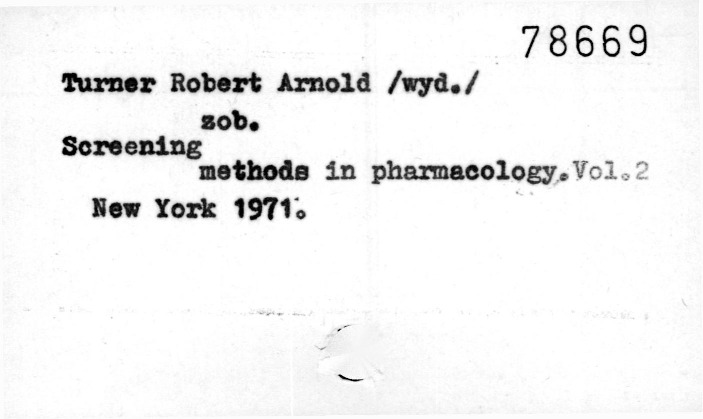 78669
Turner Robert Arnold /wyd./
zob.
Screening
methods in pharmacology.Vol.2
New York 1971.